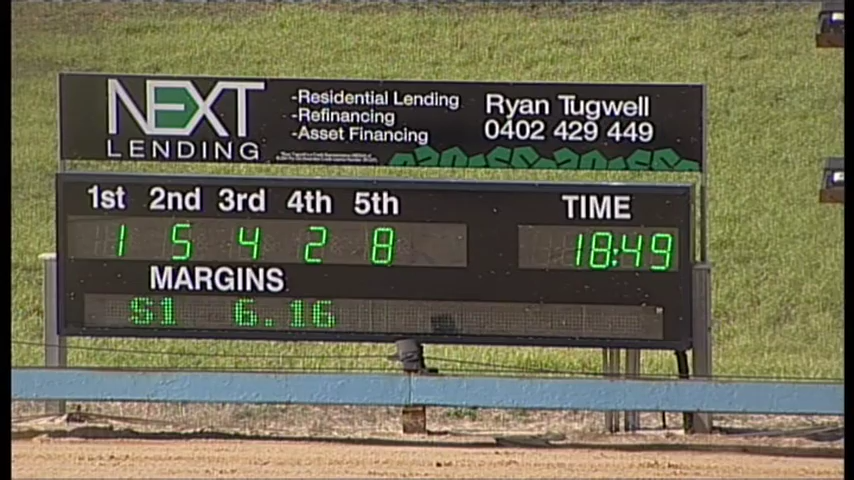 NEXT
LENDING
-Residential Lending
-Refinancing
-Asset Financing
Ryan Tugwell
0402 429 449
1st 2nd 3rd 4th 5th TIME
1 5 4 2 8 18:49
MARGINS
S1 6.16